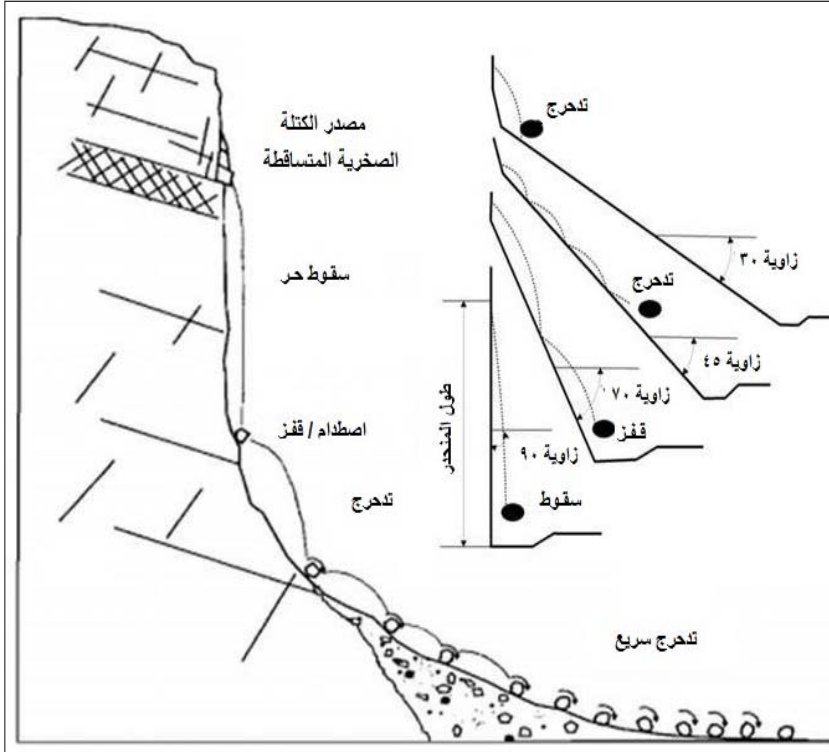 مصدر الكتلة
الصخرية المتساقطة
سقوط حر
اصطدام / قفز
تدحرج
تدحرج سريع
تدحرج
زاوية ٣٠
تدحرج
زاوية ٤٥
زاوية ٧٠
قفز
زاوية ٩٠
سقوط
طول المنحدر